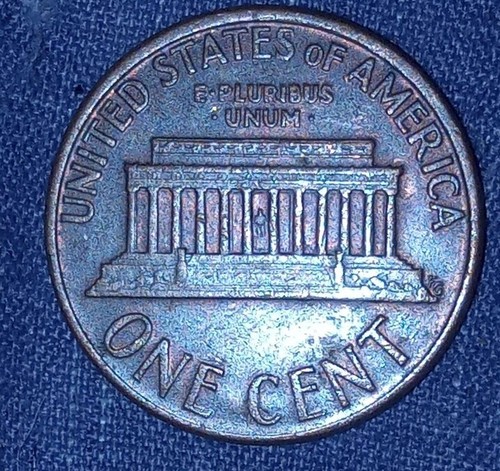 UNITED STATES OF AMERICA
E·PLURIBUS
·UNUM·
ONE CENT